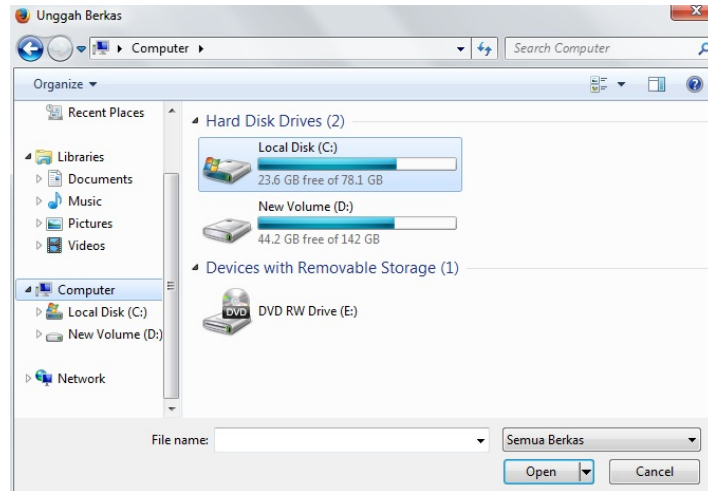 Unggah Berkas
Computer
Search Computer
Organize
Recent Places
Libraries
Documents
Music
Pictures
Videos
Computer
Local Disk (C:)
New Volume (D:)
Network
Hard Disk Drives (2)
Local Disk (C:)
23.6 GB free of 78.1 GB
New Volume (D:)
44.2 GB free of 142 GB
Devices with Removable Storage (1)
DVD
DVD RW Drive (E:)
File name:
Semua Berkas
Open
Cancel